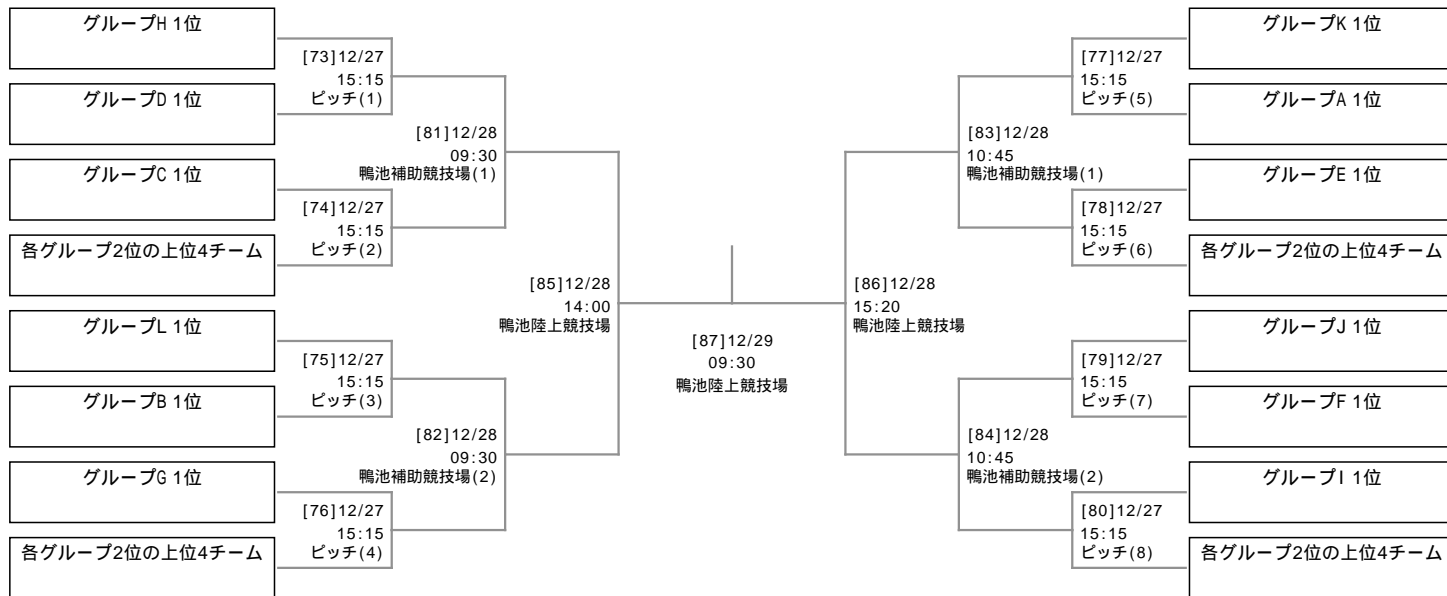 グループH 1位
[73]12/27
15:15
ピッチ(1)
グループD 1位
[81]12/28
09:30
鴨池補助競技場(1)
グループC 1位
[74]12/27
15:15
ピッチ(2)
各グループ2位の上位4チーム
[85]12/28
14:00
鴨池陸上競技場
グループL 1位
[75]12/27
15:15
ピッチ(3)
グループB 1位
[82]12/28
09:30
鴨池補助競技場(2)
グループG 1位
[76]12/27
15:15
ピッチ(4)
各グループ2位の上位4チーム
[87]12/29
09:30
鴨池陸上競技場
グループK 1位
[77]12/27
15:15
ピッチ(5)
グループA 1位
[83]12/28
10:45
鴨池補助競技場(1)
グループE 1位
[78]12/27
15:15
ピッチ(6)
各グループ2位の上位4チーム
[86]12/28
15:20
鴨池陸上競技場
グループJ 1位
[79]12/27
15:15
ピッチ(7)
グループF 1位
[84]12/28
10:45
鴨池補助競技場(2)
グループI 1位
[80]12/27
15:15
ピッチ(8)
各グループ2位の上位4チーム